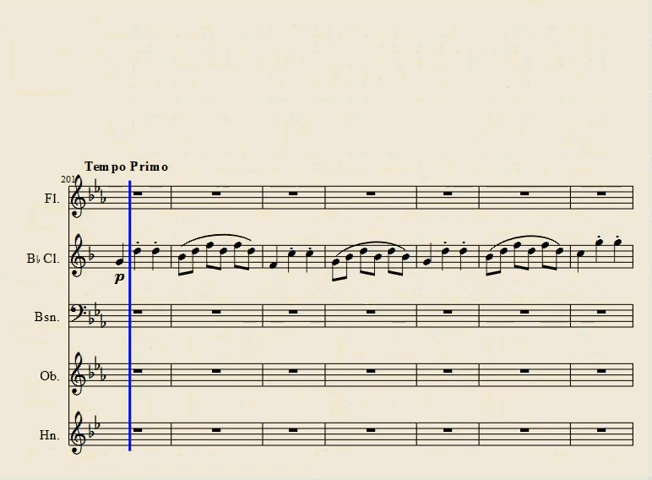 Tempo Primo
201
Fl.
B♭ Cl.
p
Bsn.
Ob.
Hn.